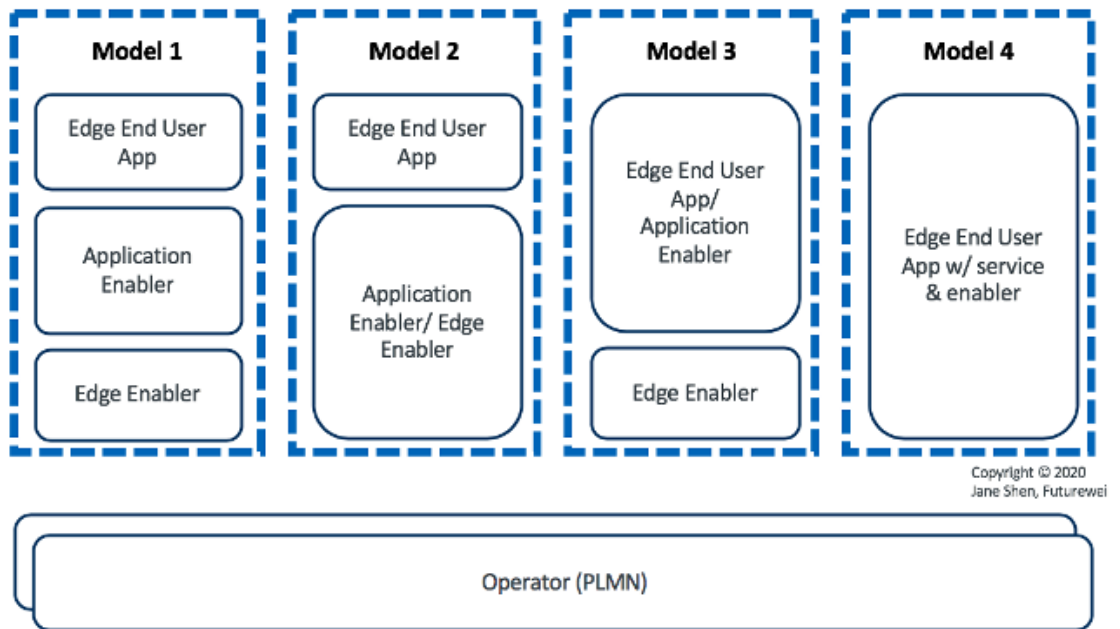 Model 1
Edge End User
App
Application
Enabler
Edge Enabler
Model 2
Edge End User
App
Application
Enabler/ Edge
Enabler
Model 3
Edge End User
App/
Application
Enabler
Edge Enabler
Model 4
Edge End User
App w/ service
& enabler
Copyright © 2020
Jane Shen, Futurewei
Operator (PLMN)